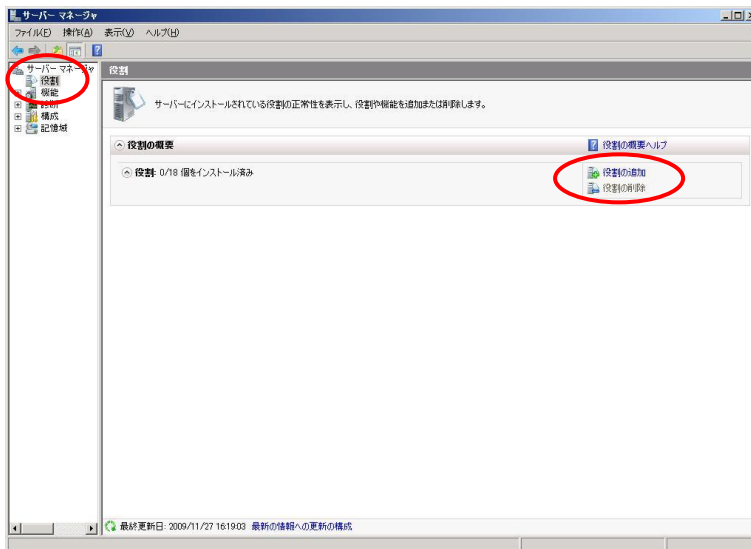 サーバー マネージャ
ファイル(F) 操作(A) 表示(V) ヘルプ(H)
サーバー マネージャ
役割
機能
診断
構成
記憶域
役割
サーバーにインストールされている役割の正常性を表示し、役割や機能を追加または削除します。
役割の概要
役割の概要ヘルプ
役割: 0/18 個をインストール済み
役割の追加
役割の削除
最終更新日: 2009/11/27 16:19:03 最新の情報への更新の構成